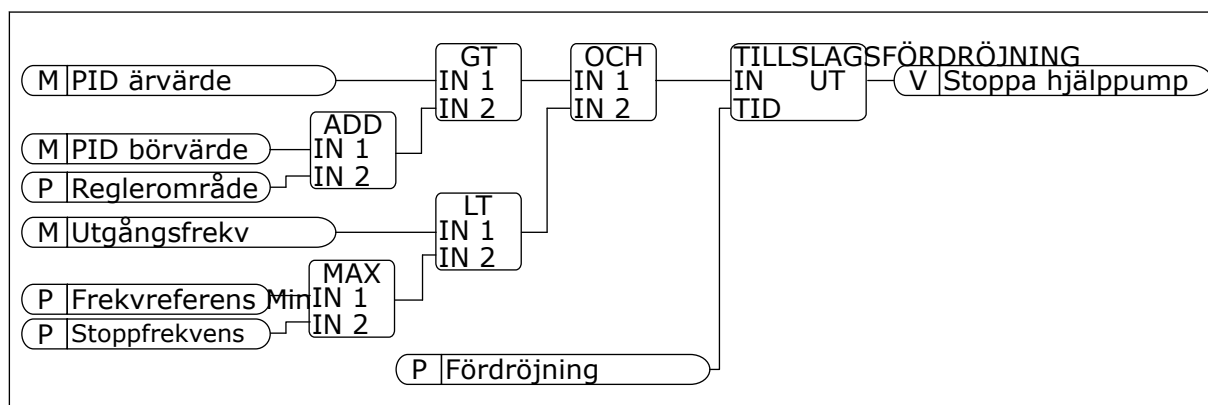 GT
OCH
TILLSLAGSFÖRDRÖJNING
M PID ärvärde
IN 1
IN 1
IN UT
V Stoppa hjälppump
IN 2
IN 2
TID
ADD
M PID börvärde
IN 1
P Reglerområde
IN 2
LT
M Utgångsfrekv
IN 1
IN 2
MAX
P Frekvreferens Min
IN 1
P Stoppfrekvens
IN 2
P Fördröjning